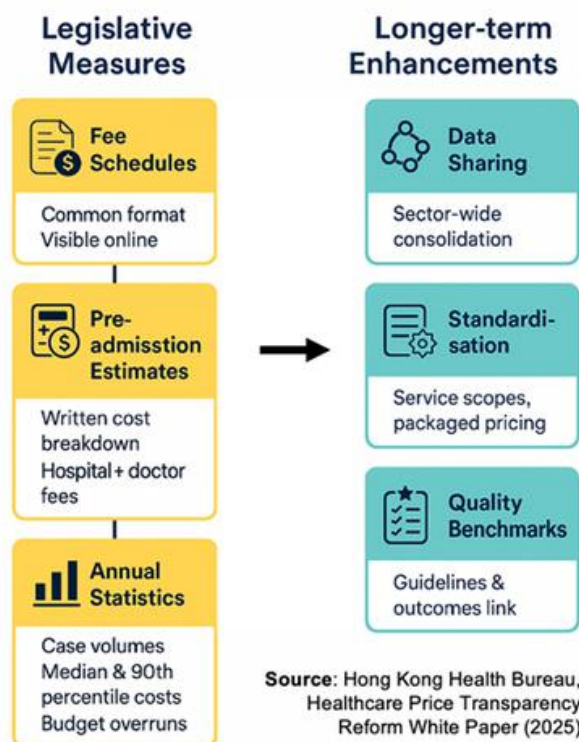 Legislative
Measures
Fee
Schedules
Common format
Visible online
Pre-
admisstion
Estimates
Written cost
breakdown
Hospital + doctor
fees
Annual
Statistics
Case volumes
Median & 90th
percentile costs
Budget overruns
Longer-term
Enhancements
Data
Sharing
Sector-wide
consolidation
Standardi-
sation
Service scopes,
packaged pricing
Quality
Benchmarks
Guidelines &
outcomes link
Source: Hong Kong Health Bureau,
Healthcare Price Transparency
Reform White Paper (2025)